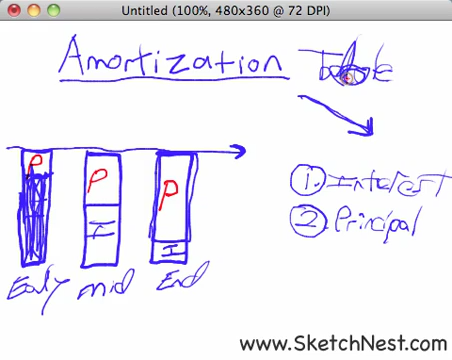 Untitled (100%, 480x360 @ 72 DPI)
Amortization
P P P
1. Interest
2. Principal
I I
Early mid End
www.SketchNest.com